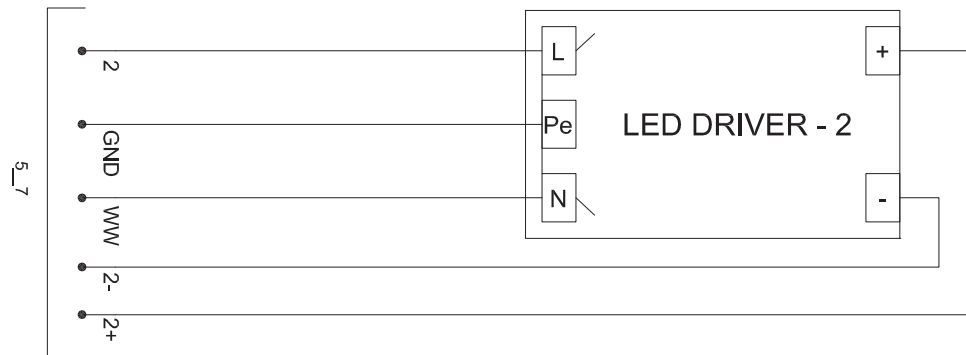 L
+
2
Pe
LED DRIVER - 2
GND
5_7
N
-
WW
2-
2+